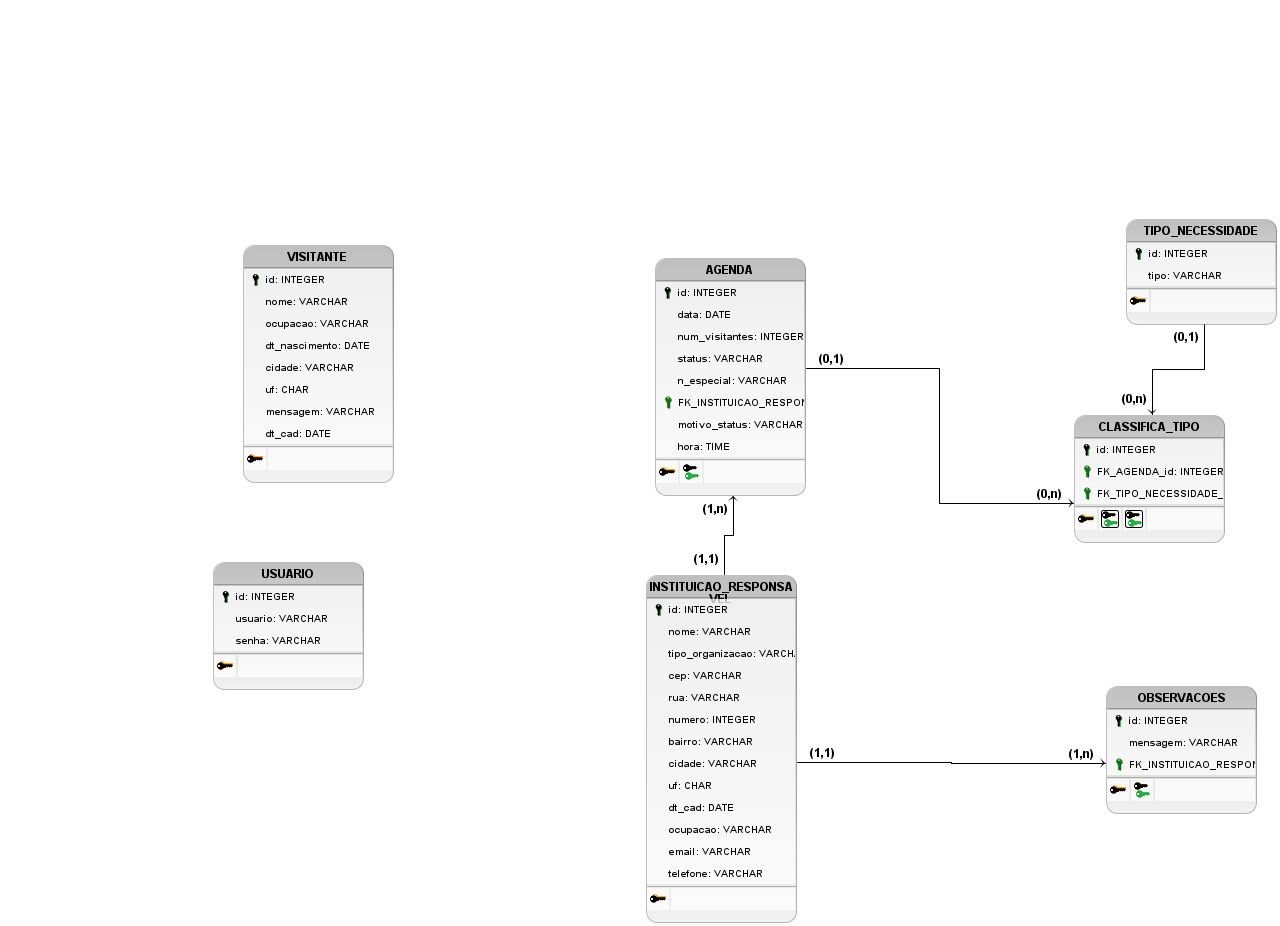 VISITANTE
id: INTEGER
nome: VARCHAR
ocupacao: VARCHAR
dt_nascimento: DATE
cidade: VARCHAR
uf: CHAR
mensagem: VARCHAR
dt_cad: DATE
USUARIO
id: INTEGER
usuario: VARCHAR
senha: VARCHAR
AGENDA
id: INTEGER
data: DATE
num_visitantes: INTEGER
status: VARCHAR
n_especial: VARCHAR
FK_INSTITUICAO_RESPON
motivo_status: VARCHAR
hora: TIME
(0,1)
(0,n)
(1,n)
(1,1)
INSTITUICAO_RESPONSA
VEL
id: INTEGER
nome: VARCHAR
tipo_organizacao: VARCHA
cep: VARCHAR
rua: VARCHAR
numero: INTEGER
bairro: VARCHAR
cidade: VARCHAR
uf: CHAR
dt_cad: DATE
ocupacao: VARCHAR
email: VARCHAR
telefone: VARCHAR
(1,1)
(1,n)
TIPO_NECESSIDADE
id: INTEGER
tipo: VARCHAR
(0,1)
(0,n)
CLASSIFICA_TIPO
id: INTEGER
FK_AGENDA_id: INTEGER
FK_TIPO_NECESSIDADE_
OBSERVACOES
id: INTEGER
mensagem: VARCHAR
FK_INSTITUICAO_RESPON